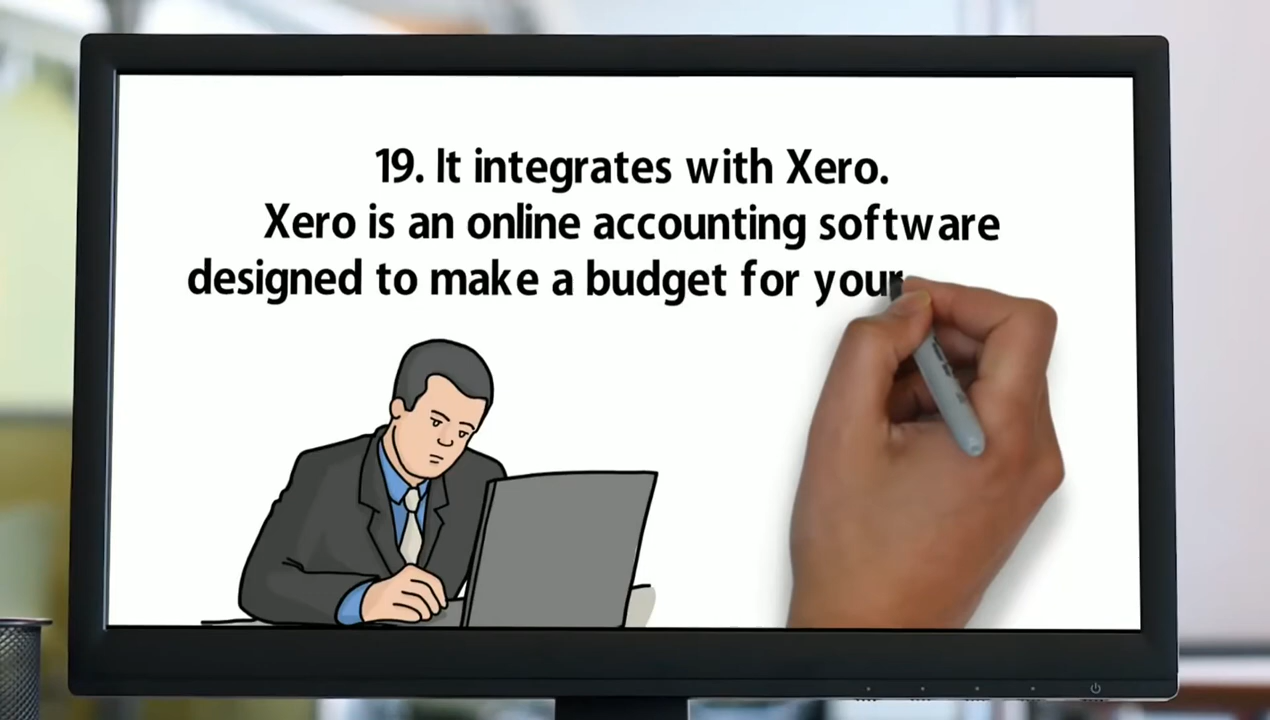 19. It integrates with Xero.
Xero is an online accounting software
designed to make a budget for your